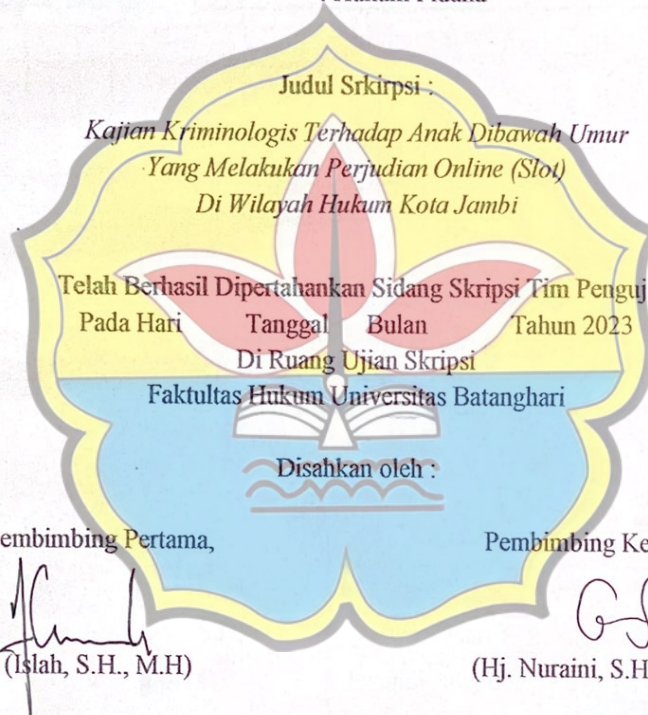 Judul Srkirpsi :
Kajian Kriminologis Terhadap Anak Dibawah Umur
Yang Melakukan Perjudian Online (Slot)
Di Wilayah Hukum Kota Jambi
Telah Berhasil Dipertahankan Sidang Skripsi Tim Penguj
Pada Hari Tanggal Bulan Tahun 2023
Di Ruang Ujian Skripsi
Faktultas Hukum Universitas Batanghari
Disahkan oleh :
embimbing Pertama, Pembimbing Ke
(Islah, S.H., M.H) (Hj. Nuraini, S.H